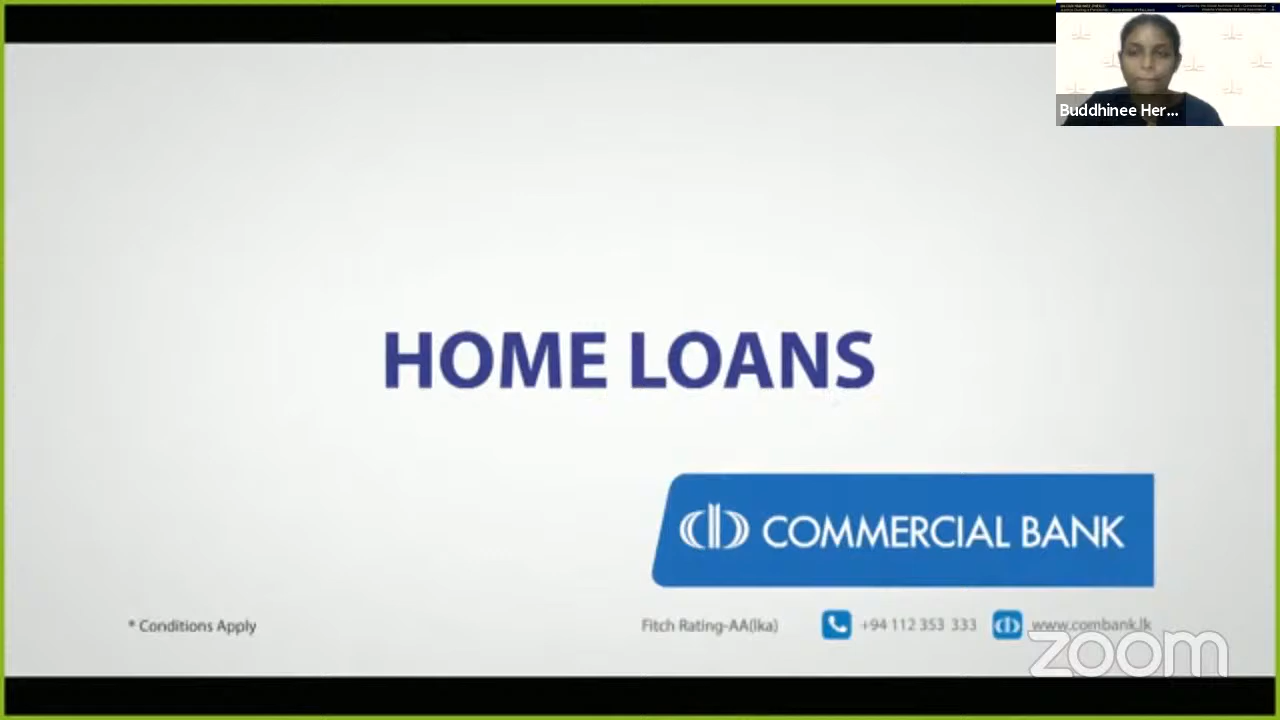 Buddhinee Her...
HOME LOANS
COMMERCIAL BANK
* Conditions Apply
Fitch Rating-AA(lka)
+94 112 353 333
www.combank.lk
zoom